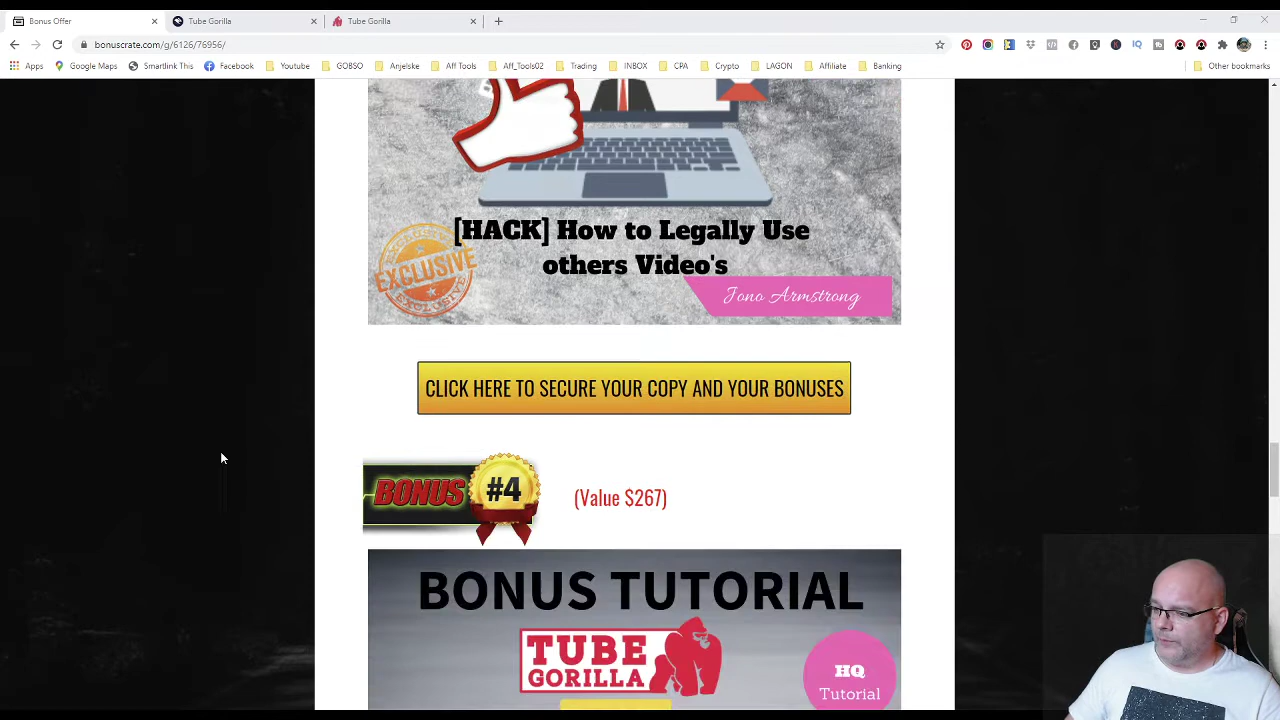 Bonus Offer
Tube Gorilla
Tube Gorilla
bonuscrate.com/g/6126/76956/
Apps
Google Maps
Smartlink This
Facebook
Youtube
GOBSO
Anjelske
Aff Tools
Aff_Tools02
Trading
INBOX
CPA
Crypto
LAGON
Affiliate
Banking
Other bookmarks
[HACK] How to Legally Use
others Video's
EXCLUSIVE
Jono Armstrong
CLICK HERE TO SECURE YOUR COPY AND YOUR BONUSES
BONUS #4
(Value $267)
BONUS TUTORIAL
TUBE
GORILLA
HQ
Tutorial